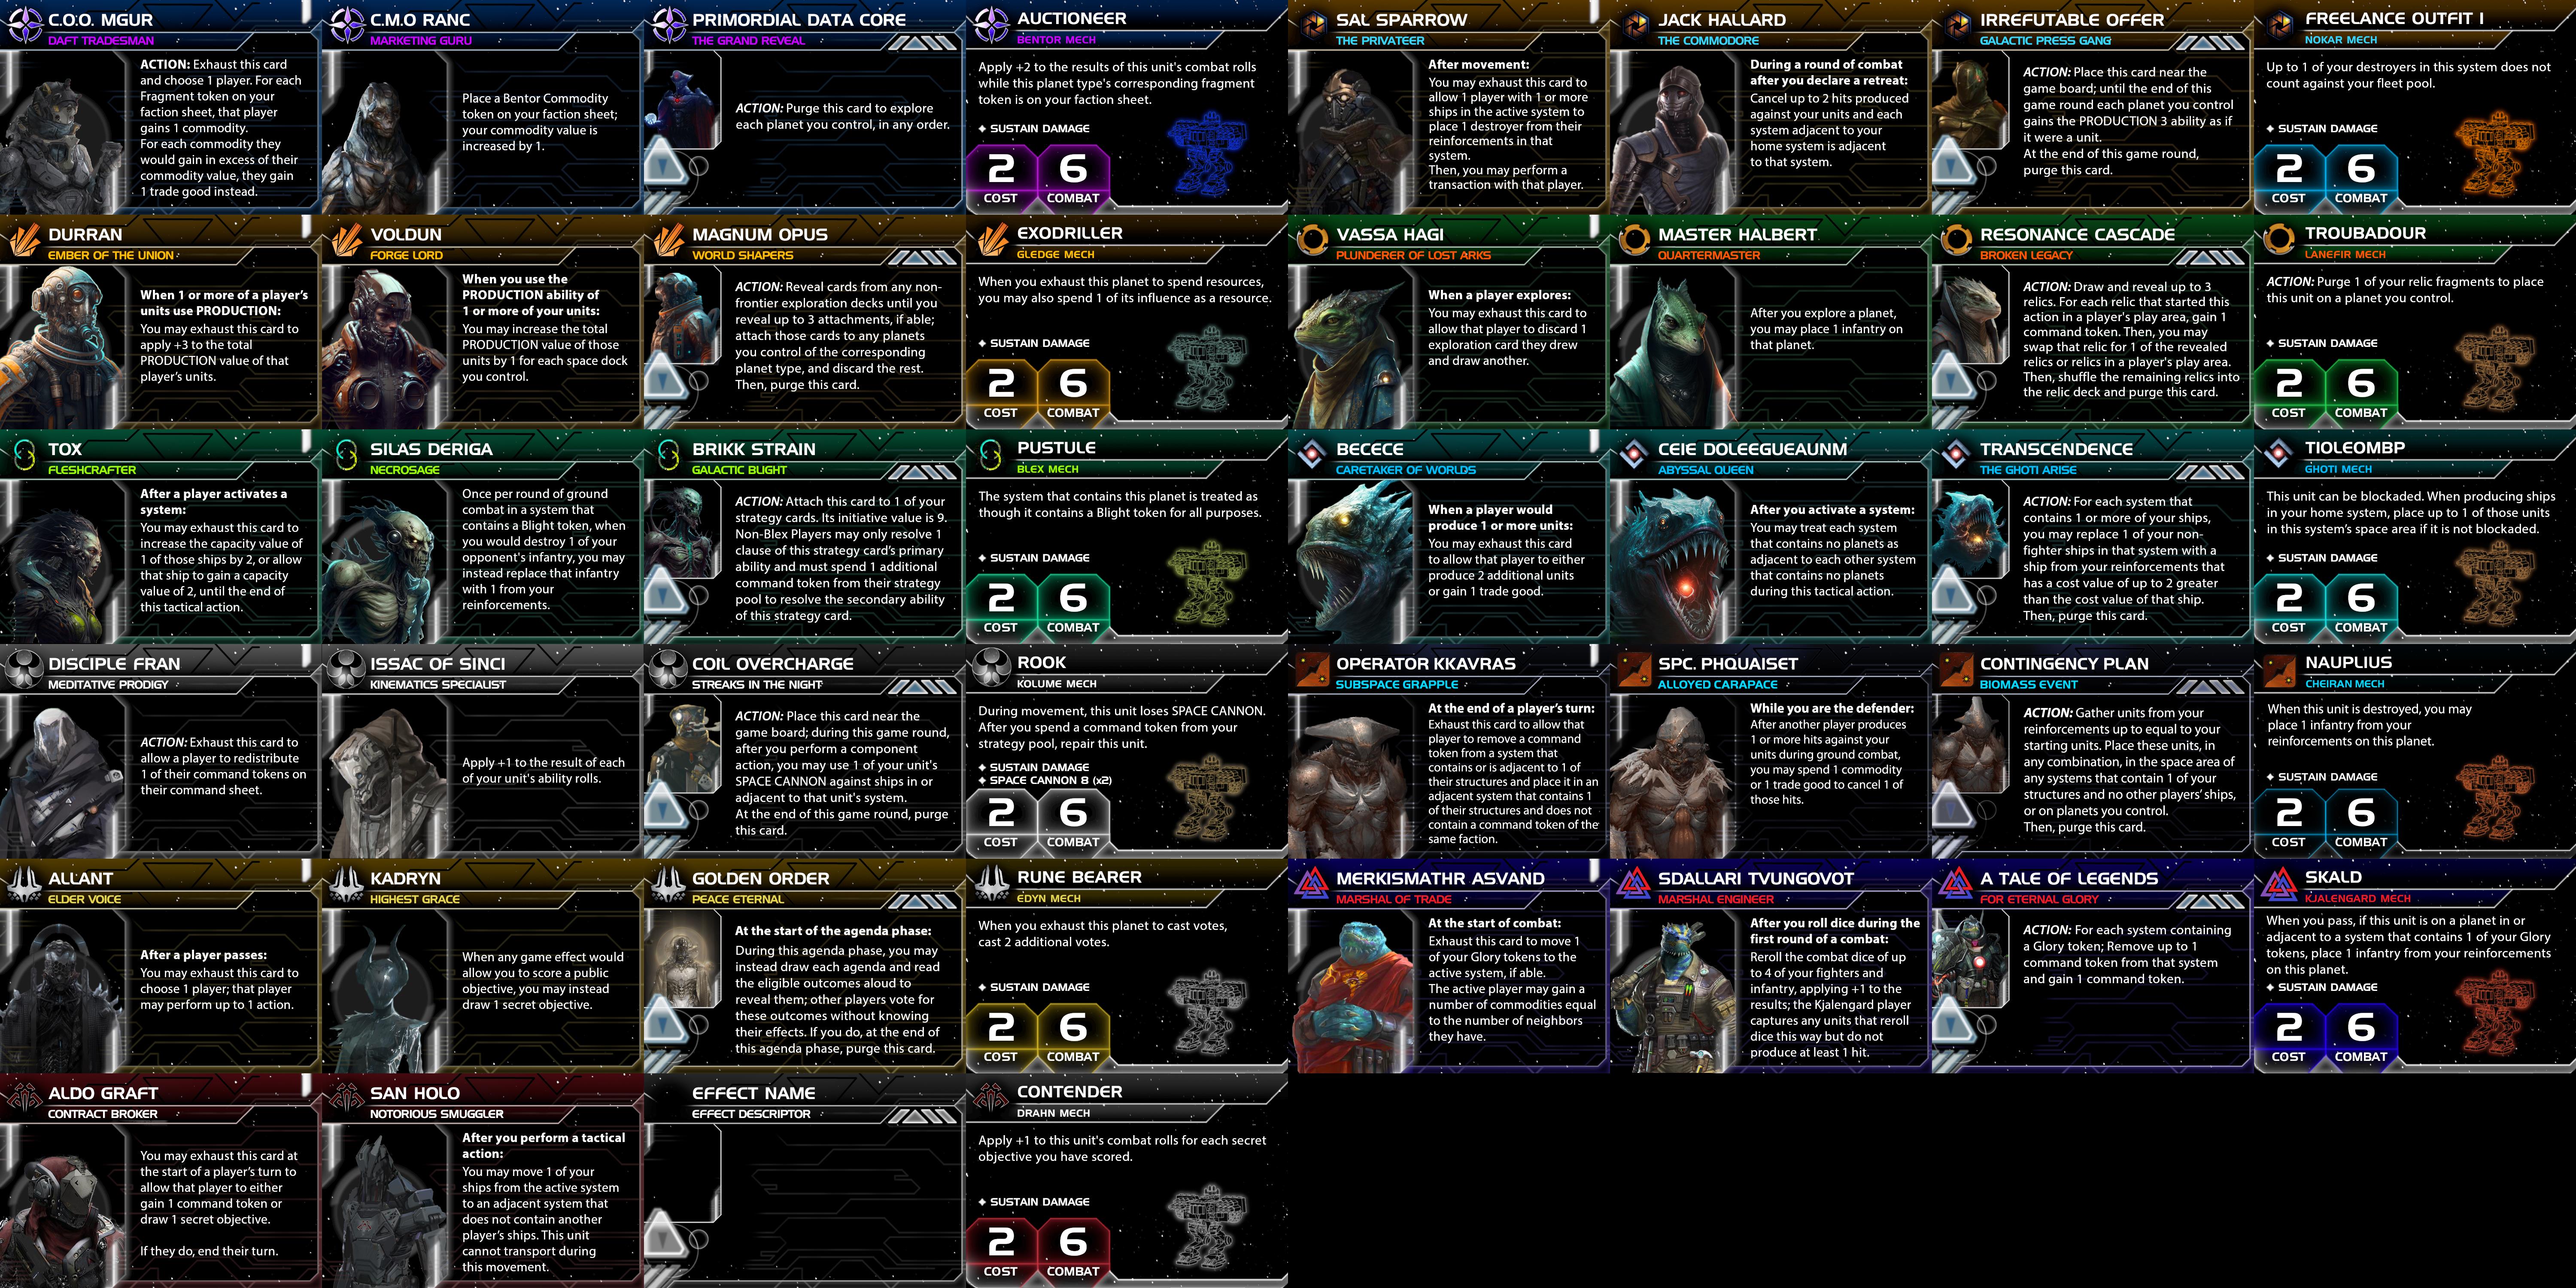 C.O.O. MGUR
DAFT TRADESMAN
ACTION: Exhaust this card
and choose 1 player. For each
Fragment token on your
faction sheet, that player
gains 1 commodity.
For each commodity they
would gain in excess of their
commodity value, they gain
1 trade good instead.
C.M.O RANC
MARKETING GURU
Place a Bentor Commodity
token on your faction sheet;
your commodity value is
increased by 1.
PRIMORDIAL DATA CORE
THE GRAND REVEAL
ACTION: Purge this card to explore
each planet you control, in any order.
AUCTIONEER
BENTOR MECH
Apply +2 to the results of this unit's combat rolls
while this planet type's corresponding fragment
token is on your faction sheet.
SUSTAIN DAMAGE
2 6
COST COMBAT
SAL SPARROW
THE PRIVATEER
After movement:
You may exhaust this card to
allow 1 player with 1 or more
ships in the active system to
place 1 destroyer from their
reinforcements in that
system.
Then, you may perform a
transaction with that player.
JACK HALLARD
THE COMMODORE
During a round of combat
after you declare a retreat:
Cancel up to 2 hits produced
against your units and each
system adjacent to your
home system is adjacent
to that system.
IRREFUTABLE OFFER
GALACTIC PRESS GANG
ACTION: Place this card near the
game board; until the end of this
game round each planet you control
gains the PRODUCTION 3 ability as if
it were a unit.
At the end of this game round,
purge this card.
FREELANCE OUTFIT I
NOKAR MECH
Up to 1 of your destroyers in this system does not
count against your fleet pool.
SUSTAIN DAMAGE
2 6
COST COMBAT
DURRAN
EMBER OF THE UNION
When 1 or more of a player's
units use PRODUCTION:
You may exhaust this card to
apply +3 to the total
PRODUCTION value of that
player's units.
VOLDUN
FORGE LORD
When you use the
PRODUCTION ability of
1 or more of your units:
You may increase the total
PRODUCTION value of those
units by 1 for each space dock
you control.
MAGNUM OPUS
WORLD SHAPERS
ACTION: Reveal cards from any non-
frontier exploration decks until you
reveal up to 3 attachments, if able;
attach those cards to any planets
you control of the corresponding
planet type, and discard the rest.
Then, purge this card.
EXODRILLER
GLEDGE MECH
When you exhaust this planet to spend resources,
you may also spend 1 of its influence as a resource.
SUSTAIN DAMAGE
2 6
COST COMBAT
VASSA HAGI
PLUNDERER OF LOST ARKS
When a player explores:
You may exhaust this card to
allow that player to discard 1
exploration card they drew
and draw another.
MASTER HALBERT
QUARTERMASTER
After you explore a planet,
you may place 1 infantry on
that planet.
RESONANCE CASCADE
BROKEN LEGACY
ACTION: Draw and reveal up to 3
relics. For each relic that started this
action in a player's play area, gain 1
command token. Then, you may
swap that relic for 1 of the revealed
relics or relics in a player's play area.
Then, shuffle the remaining relics into
the relic deck and purge this card.
TROUBADOUR
LANEFIR MECH
ACTION: Purge 1 of your relic fragments to place
this unit on a planet you control.
SUSTAIN DAMAGE
2 6
COST COMBAT
TOX
FLESHCRAFTER
After a player activates a
system:
You may exhaust this card to
increase the capacity value of
1 of those ships by 2, or allow
that ship to gain a capacity
value of 2, until the end of
this tactical action.
SILAS DERIGA
NECROSAGE
Once per round of ground
combat in a system that
contains a Blight token, when
you would destroy 1 of your
opponent's infantry, you may
instead replace that infantry
with 1 from your
reinforcements.
BRIKK STRAIN
GALACTIC BLIGHT
ACTION: Attach this card to 1 of your
strategy cards. Its initiative value is 9.
Non-Blex Players may only resolve 1
clause of this strategy card's primary
ability and must spend 1 additional
command token from their strategy
pool to resolve the secondary ability
of this strategy card.
PUSTULE
BLEX MECH
The system that contains this planet is treated as
though it contains a Blight token for all purposes.
SUSTAIN DAMAGE
2 6
COST COMBAT
BECECE
CARETAKER OF WORLDS
When a player would
produce 1 or more units:
You may exhaust this card
to allow that player to either
produce 2 additional units
or gain 1 trade good.
CEIE DOLEEGUEAUNM
ABYSSAL QUEEN
After you activate a system:
You may treat each system
that contains no planets as
adjacent to each other system
that contains no planets
during this tactical action.
TRANSCENDENCE
THE GHOTI ARISE
ACTION: For each system that
contains 1 or more of your ships,
you may replace 1 of your non-
fighter ships in that system with a
ship from your reinforcements that
has a cost value of up to 2 greater
than the cost value of that ship.
Then, purge this card.
TIOLEOMBP
GHOTI MECH
This unit can be blockaded. When producing ships
in your home system, place up to 1 of those units
in this system's space area if it is not blockaded.
SUSTAIN DAMAGE
2 6
COST COMBAT
DISCIPLE FRAN
MEDITATIVE PRODIGY
ACTION: Exhaust this card to
allow a player to redistribute
1 of their command tokens on
their command sheet.
ISSAC OF SINCI
KINEMATICS SPECIALIST
Apply +1 to the result of each
of your unit's ability rolls.
COIL OVERCHARGE
STREAKS IN THE NIGHT
ACTION: Place this card near the
game board; during this game round,
after you perform a component
action, you may use 1 of your unit's
SPACE CANNON against ships in or
adjacent to that unit's system.
At the end of this game round, purge
this card.
ROOK
KOLUME MECH
During movement, this unit loses SPACE CANNON.
After you spend a command token from your
strategy pool, repair this unit.
SUSTAIN DAMAGE
SPACE CANNON 8 (x2)
2 6
COST COMBAT
OPERATOR KKAVRAS
SUBSPACE GRAPPLE
At the end of a player's turn:
Exhaust this card to allow that
player to remove a command
token from a system that
contains or is adjacent to 1 of
their structures and place it in an
adjacent system that contains 1
of their structures and does not
contain a command token of the
same faction.
SPC. PHQUAISET
ALLOYED CARAPACE
While you are the defender:
After another player produces
1 or more hits against your
units during ground combat,
you may spend 1 commodity
or 1 trade good to cancel 1 of
those hits.
CONTINGENCY PLAN
BIOMASS EVENT
ACTION: Gather units from your
reinforcements up to equal to your
starting units. Place these units, in
any combination, in the space area of
any systems that contain 1 of your
structures and no other players' ships,
or on planets you control.
Then, purge this card.
NAUPLIUS
CHEIRAN MECH
When this unit is destroyed, you may
place 1 infantry from your
reinforcements on this planet.
SUSTAIN DAMAGE
2 6
COST COMBAT
ALLANT
ELDER VOICE
After a player passes:
You may exhaust this card to
choose 1 player; that player
may perform up to 1 action.
KADRYN
HIGHEST GRACE
When any game effect would
allow you to score a public
objective, you may instead
draw 1 secret objective.
GOLDEN ORDER
PEACE ETERNAL
At the start of the agenda phase:
During this agenda phase, you may
instead draw each agenda and read
the eligible outcomes aloud to
reveal them; other players vote for
these outcomes without knowing
their effects. If you do, at the end of
this agenda phase, purge this card.
RUNE BEARER
EDYN MECH
When you exhaust this planet to cast votes,
cast 2 additional votes.
SUSTAIN DAMAGE
2 6
COST COMBAT
MERKISMATHR ASVAND
MARSHAL OF TRADE
At the start of combat:
Exhaust this card to move 1
of your Glory tokens to the
active system, if able.
The active player may gain a
number of commodities equal
to the number of neighbors
they have.
SDALLARI TVUNGOVOT
MARSHAL ENGINEER
After you roll dice during the
first round of a combat:
Reroll the combat dice of up
to 4 of your fighters and
infantry, applying +1 to the
results; the Kjalengard player
captures any units that reroll
dice this way but do not
produce at least 1 hit.
A TALE OF LEGENDS
FOR ETERNAL GLORY
ACTION: For each system containing
a Glory token; Remove up to 1
command token from that system
and gain 1 command token.
SKALD
KJALENGARD MECH
When you pass, if this unit is on a planet in or
adjacent to a system that contains 1 of your Glory
tokens, place 1 infantry from your reinforcements
on this planet.
SUSTAIN DAMAGE
2 6
COST COMBAT
ALDO GRAFT
CONTRACT BROKER
You may exhaust this card at
the start of a player's turn to
allow that player to either
gain 1 command token or
draw 1 secret objective.
If they do, end their turn.
SAN HOLO
NOTORIOUS SMUGGLER
After you perform a tactical
action:
You may move 1 of your
ships from the active system
to an adjacent system that
does not contain another
player's ships. This unit
cannot transport during
this movement.
EFFECT NAME
EFFECT DESCRIPTOR
CONTENDER
DRAHN MECH
Apply +1 to this unit's combat rolls for each secret
objective you have scored.
SUSTAIN DAMAGE
2 6
COST COMBAT